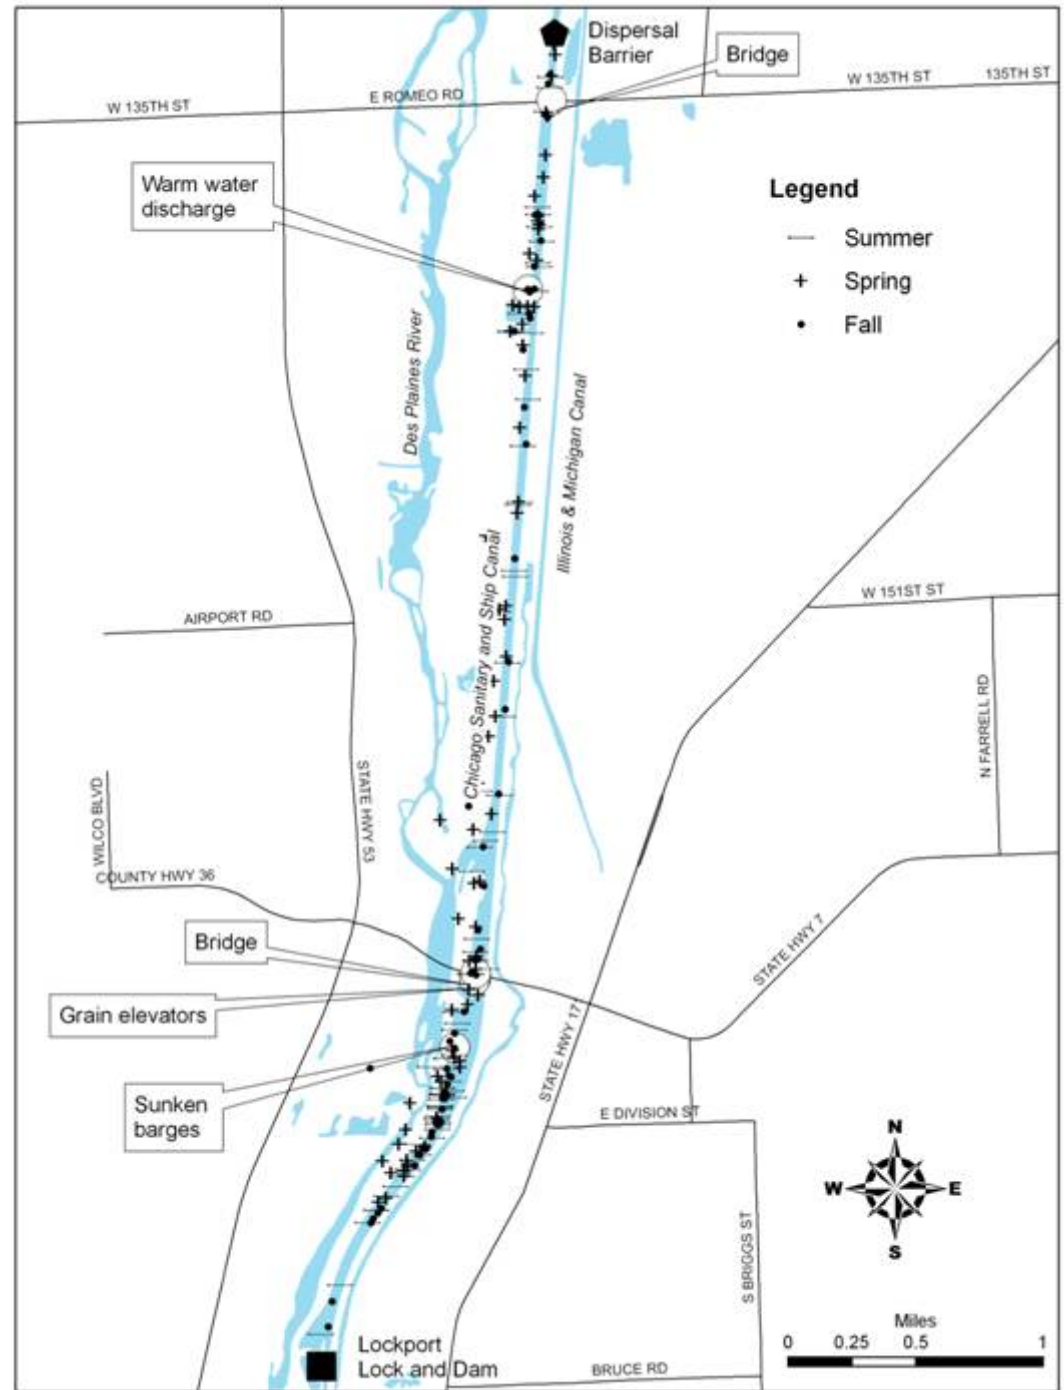 Dispersal
Barrier
Bridge
W 135TH ST
E ROMEO RD
W 135TH ST
135TH ST
Warm water
discharge
Legend
Summer
Spring
Fall
Des Plaines River
Illinois & Michigan Canal
Chicago Sanitary and Ship Canal
W 151ST ST
AIRPORT RD
N FARRELL RD
STATE HWY 53
WILCO BLVD
COUNTY HWY 36
Bridge
STATE HWY 7
Grain elevators
STATE HWY 17
Sunken
barges
E DIVISION ST
N
W
E
S
S BRIGGS ST
Miles
0 0.25 0.5 1
Lockport
Lock and Dam
BRUCE RD